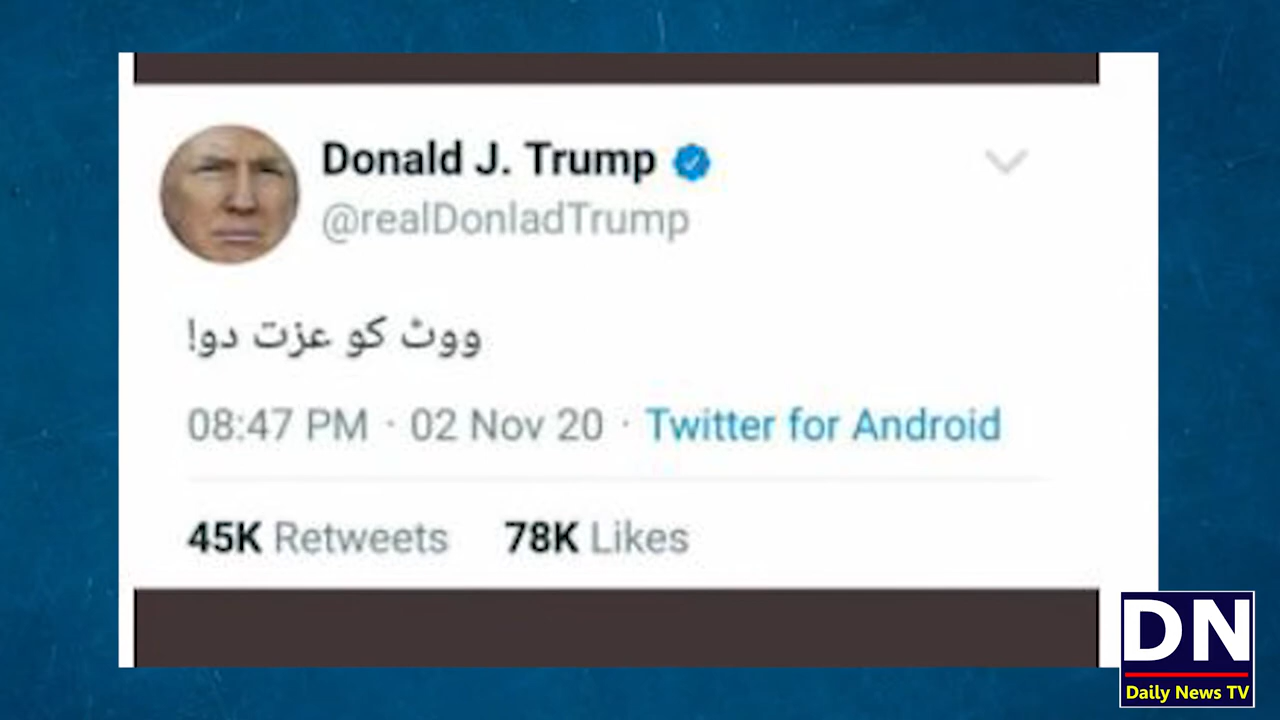 Donald J. Trump
@realDonladTrump
ووٹ کو عزت دو!
08:47 PM · 02 Nov 20 · Twitter for Android
45K Retweets 78K Likes
DN
Daily News TV